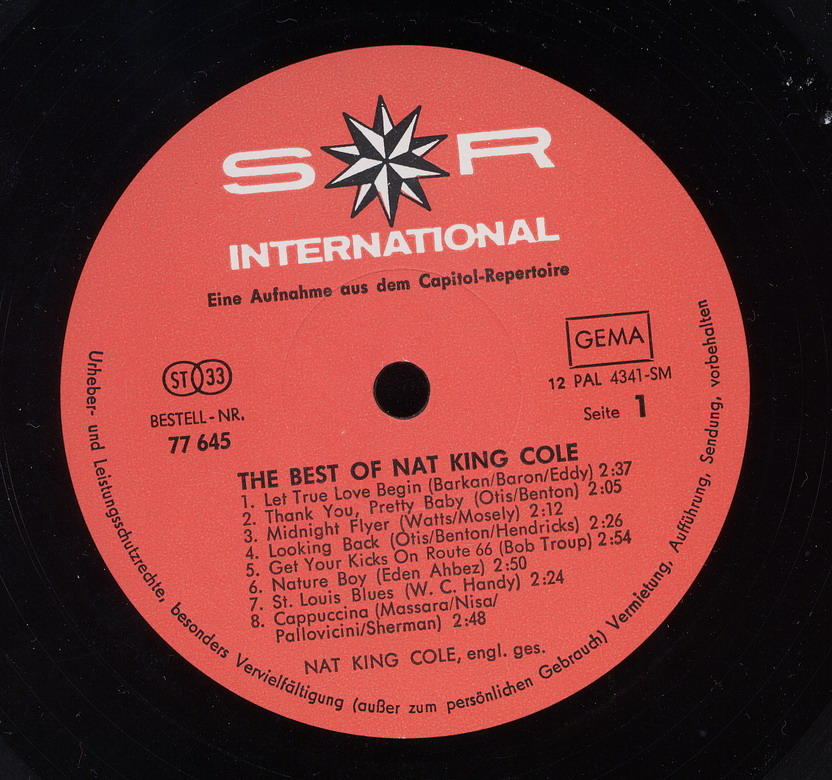 S R
INTERNATIONAL
Eine Aufnahme aus dem Capitol-Repertoire
GEMA
ST 33
12 PAL 4341-SM
BESTELL-NR.
Seite 1
77 645
THE BEST OF NAT KING COLE
1. Let True Love Begin (Barkan/Baron/Eddy) 2:37
2. Thank You, Pretty Baby (Otis/Benton) 2:05
3. Midnight Flyer (Watts/Mosely) 2:12
4. Looking Back (Otis/Benton/Hendricks) 2:26
5. Get Your Kicks On Route 66 (Bob Troup) 2:54
6. Nature Boy (Eden Ahbez) 2:50
7. St. Louis Blues (W. C. Handy) 2:24
8. Cappuccina (Massara/Nisa/
Pallovicini/Sherman) 2:48
NAT KING COLE, engl. ges.
Urheber- und Leistungsschutzrechte, besonders Vervielfältigung (außer zum persönlichen Gebrauch) Vermietung, Aufführung, Sendung, vorbehalten